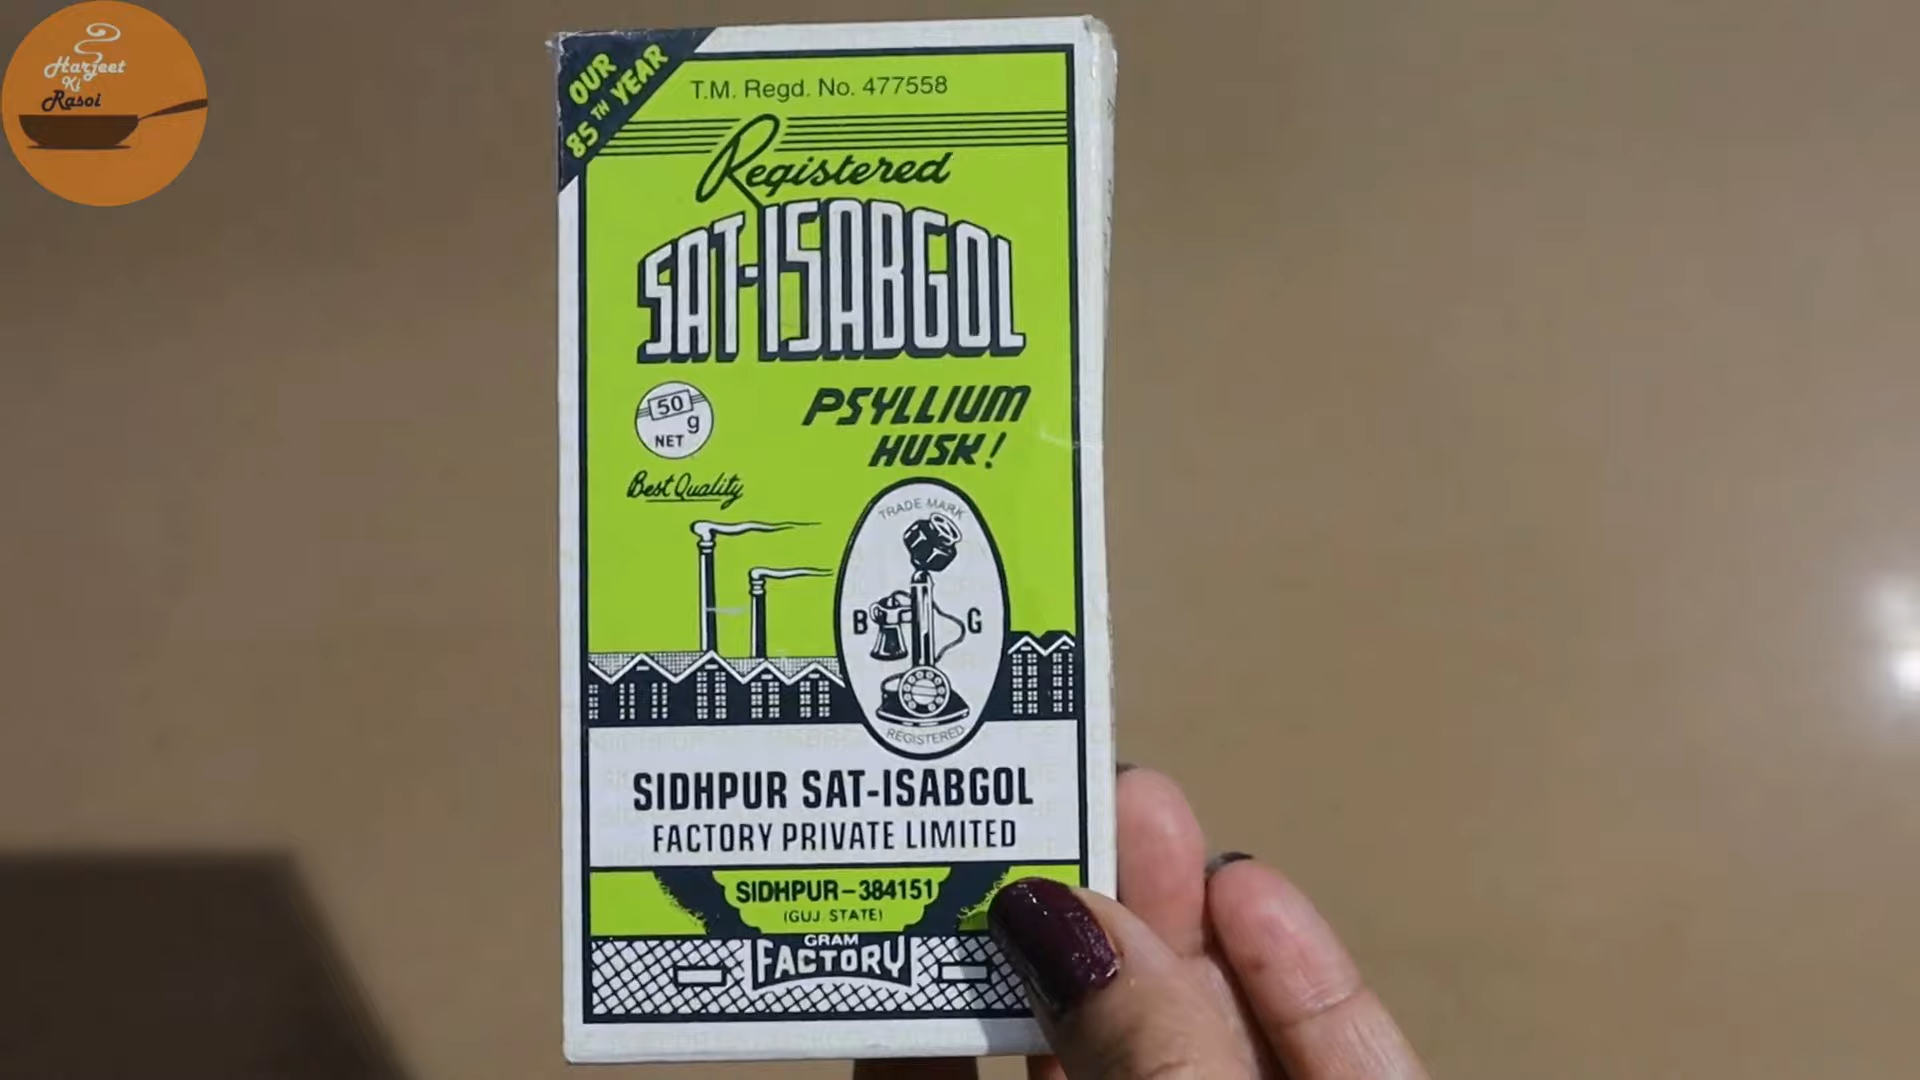 Harjeet
Ki
Rasoi
OUR
85TH YEAR
T.M. Regd. No. 477558
Registered
SAT-ISABGOL
50
g
NET
PSYLLIUM
HUSK!
Best Quality
TRADE MARK
B G
REGISTERED
SIDHPUR SAT-ISABGOL
FACTORY PRIVATE LIMITED
SIDHPUR-384151
(GUJ. STATE)
GRAM
FACTORY